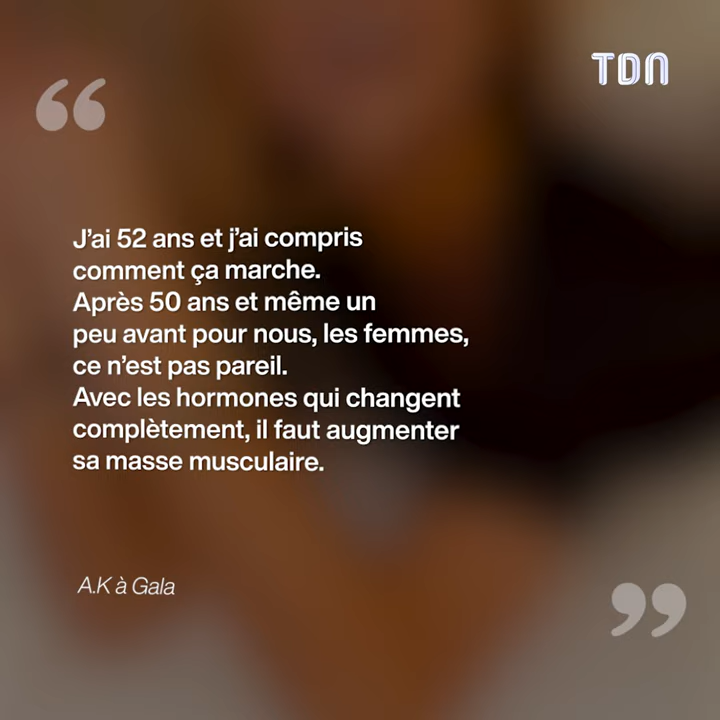 TDN
“
J’ai 52 ans et j’ai compris
comment ça marche.
Après 50 ans et même un
peu avant pour nous, les femmes,
ce n’est pas pareil.
Avec les hormones qui changent
complètement, il faut augmenter
sa masse musculaire.
A.K à Gala
”